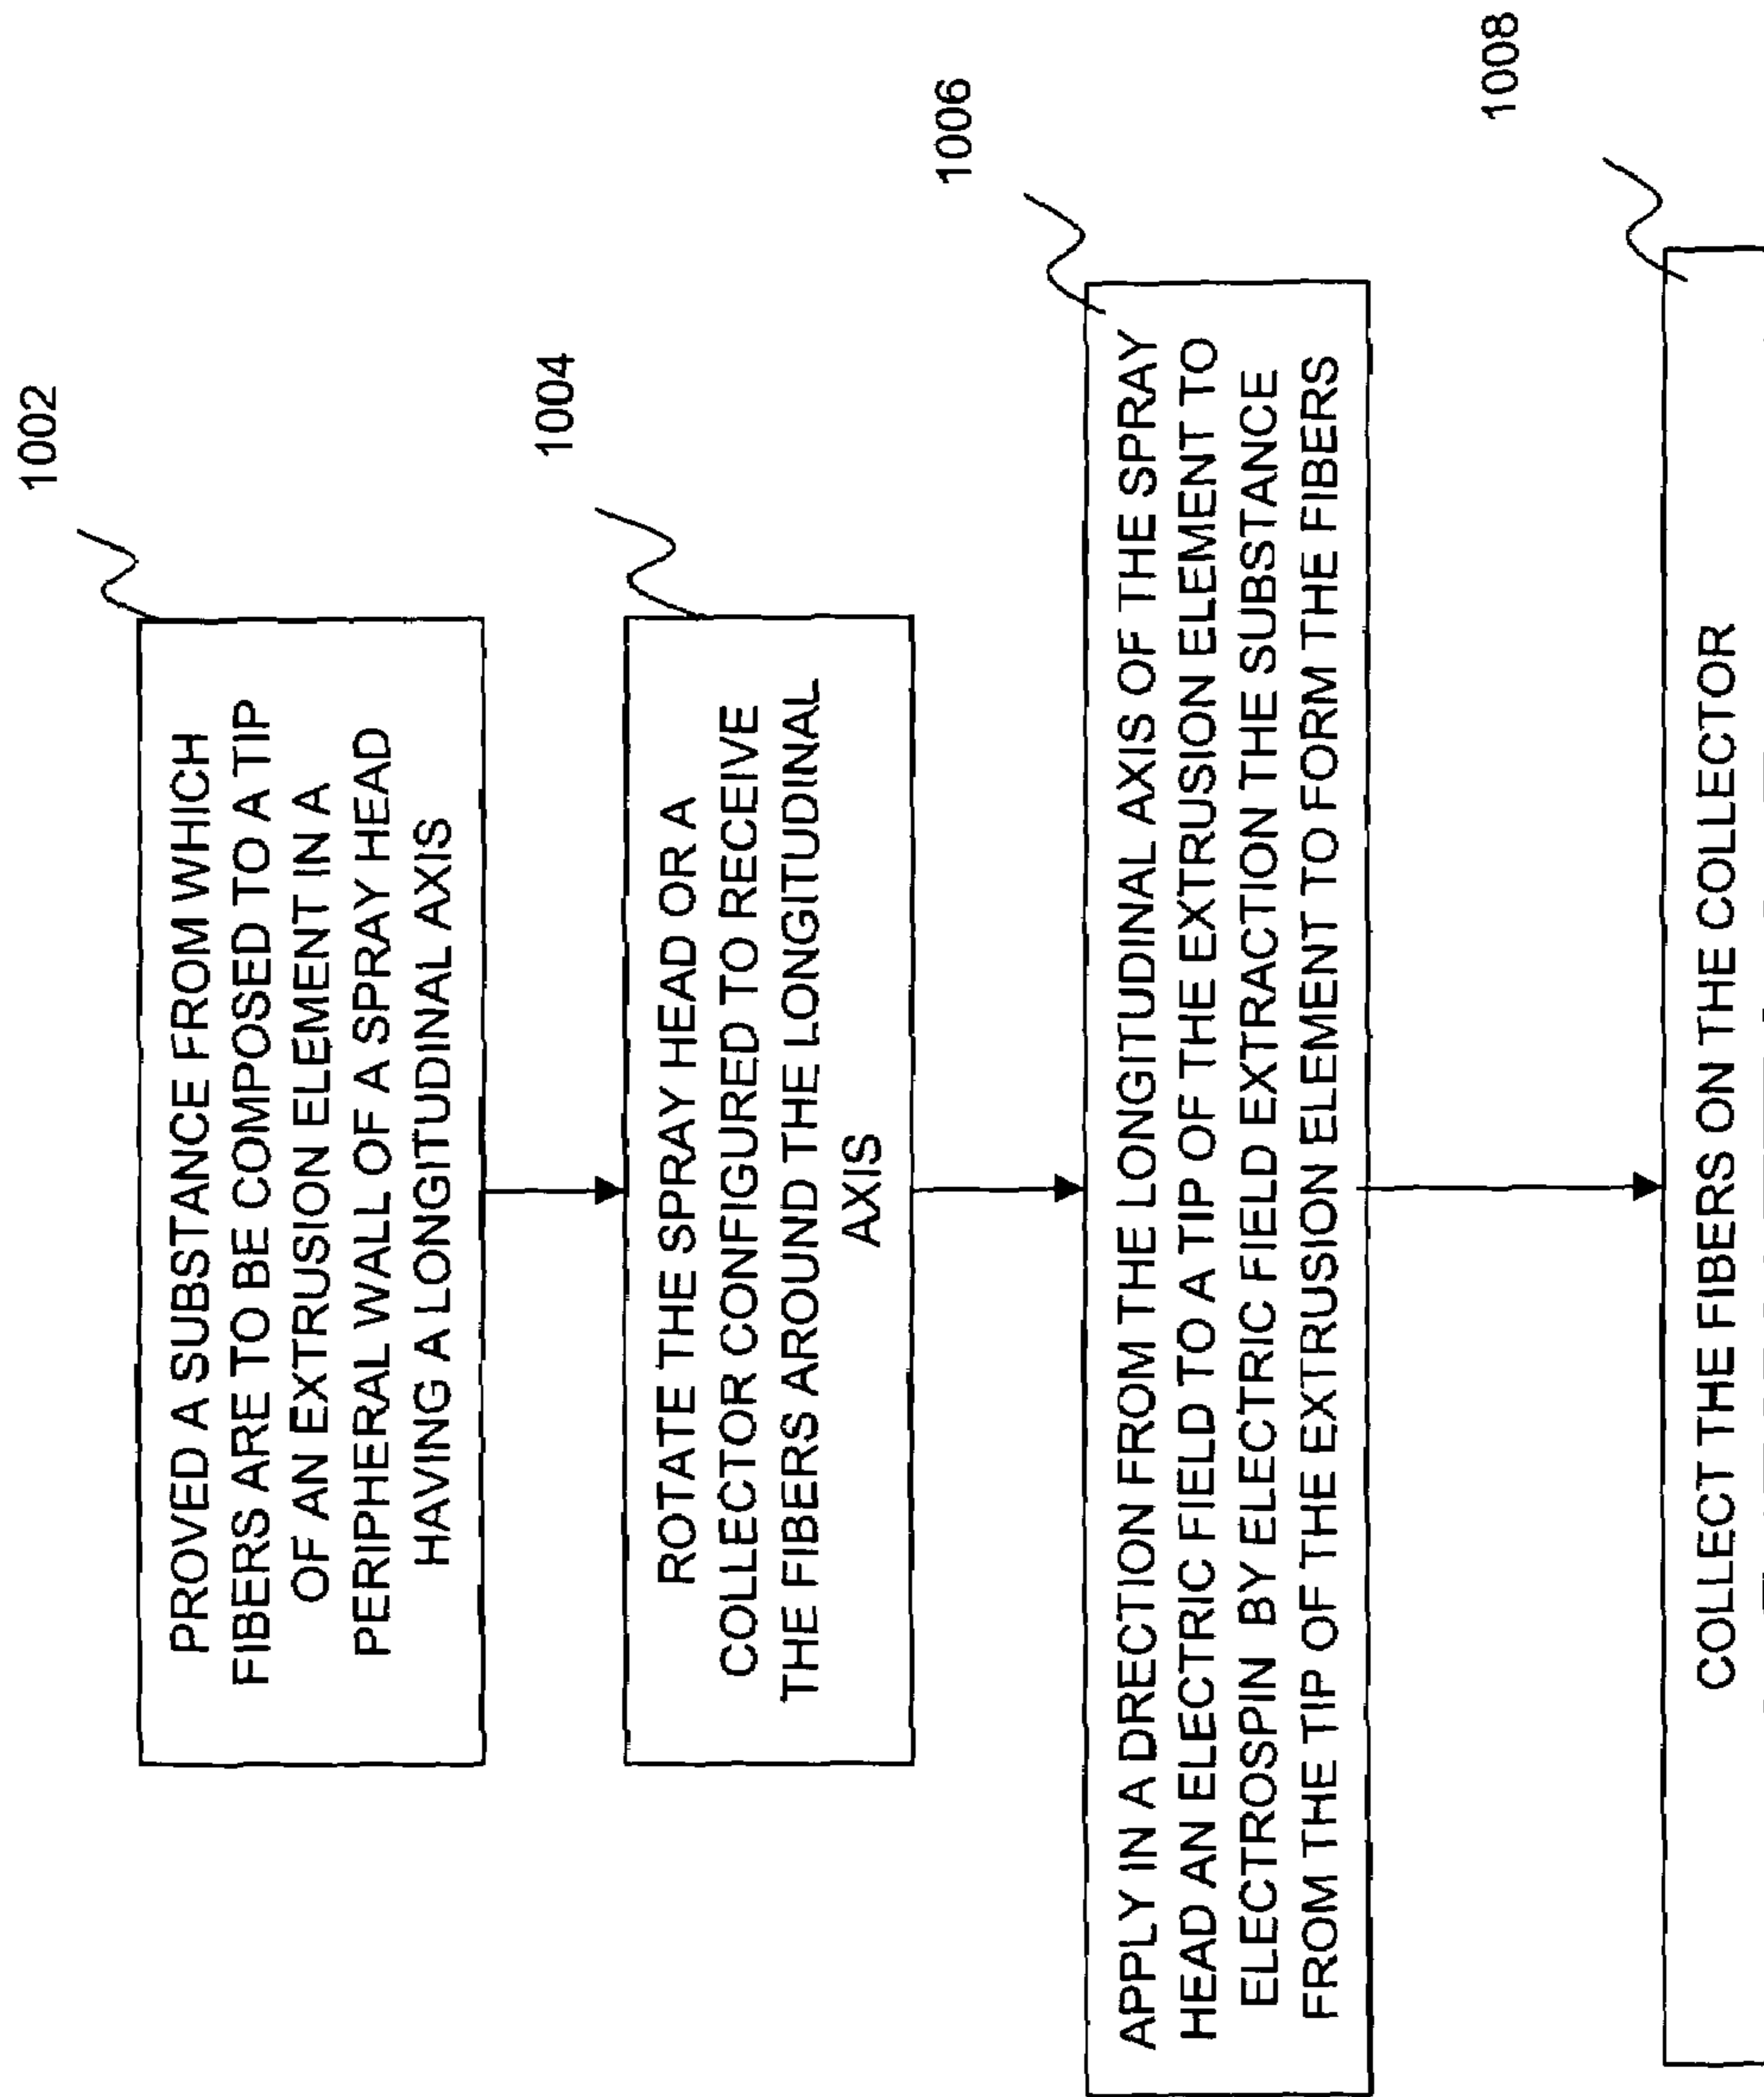 1002
PROVED A SUBSTANCE FROM WHICH
FIBERS ARE TO BE COMPOSED TO A TIP
OF AN EXTRUSION ELEMENT IN A
PERIPHERAL WALL OF A SPRAY HEAD
HAVING A LONGITUDINAL AXIS
1004
ROTATE THE SPRAY HEAD OR A
COLLECTOR CONFIGURED TO RECEIVE
THE FIBERS AROUND THE LONGITUDINAL
AXIS
1006
APPLY IN A DRECTION FROM THE LONGITUDINAL AXIS OF THE SPRAY
HEAD AN ELECTRIC FIELD TO A TIP OF THE EXTRUSION ELEMENT TO
ELECTROSPIN BY ELECTRIC FIELD EXTRACTION THE SUBSTANCE
FROM THE TIP OF THE EXTRUSION ELEMENT TO FORM THE FIBERS
1008
COLLECT THE FIBERS ON THE COLLECTOR